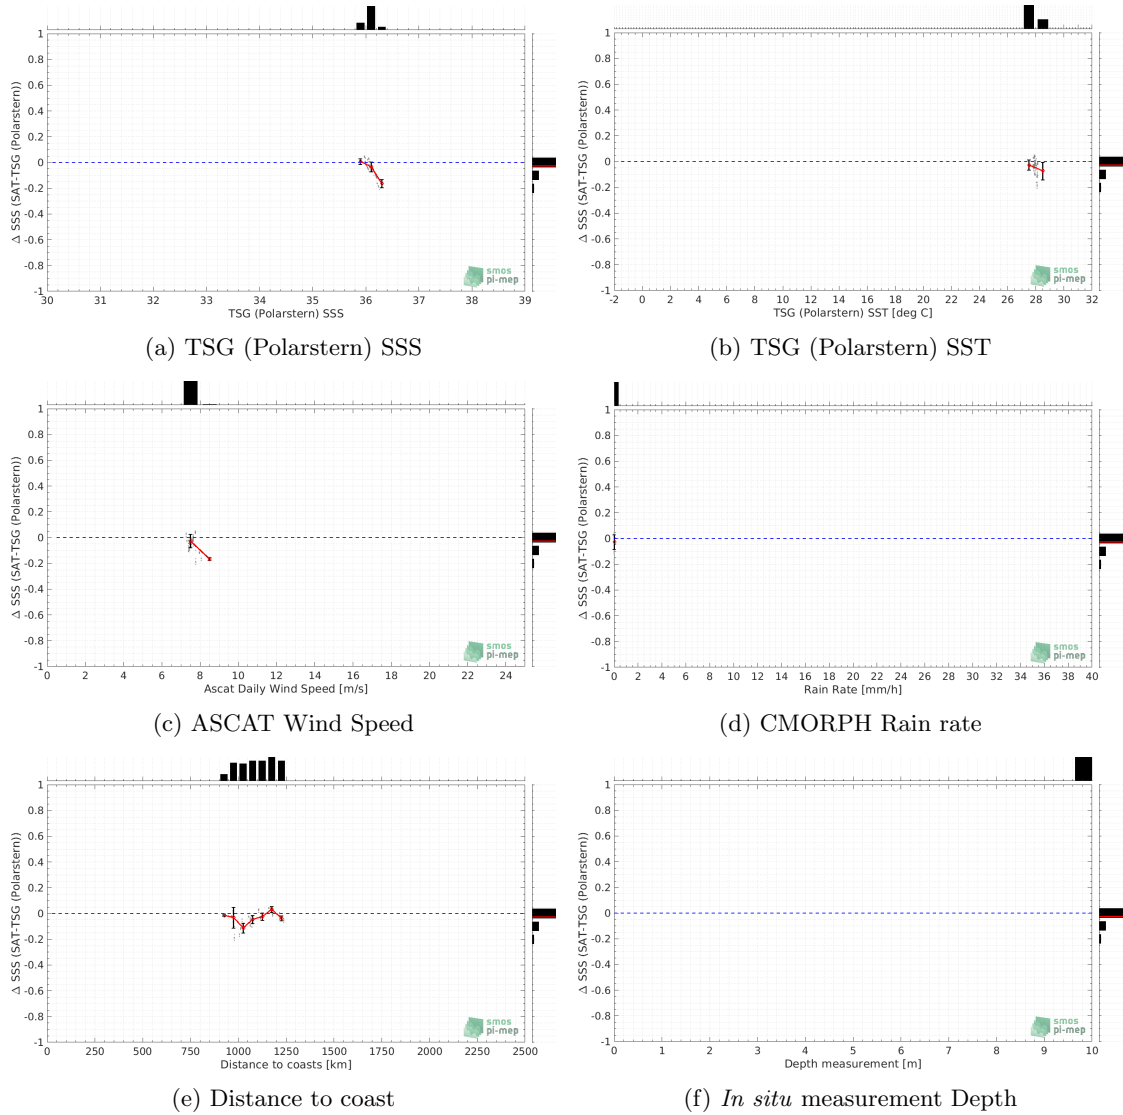 1
0.8
0.6
0.4
0.2
0
-0.2
-0.4
-0.6
-0.8
-1
Δ SSS (SAT-TSG (Polarstern))
30 31 32 33 34 35 36 37 38 39
TSG (Polarstern) SSS
smos
pi-mep
(a) TSG (Polarstern) SSS
1
0.8
0.6
0.4
0.2
0
-0.2
-0.4
-0.6
-0.8
-1
Δ SSS (SAT-TSG (Polarstern))
-2 0 2 4 6 8 10 12 14 16 18 20 22 24 26 28 30 32
TSG (Polarstern) SST [deg C]
smos
pi-mep
(b) TSG (Polarstern) SST
1
0.8
0.6
0.4
0.2
0
-0.2
-0.4
-0.6
-0.8
-1
Δ SSS (SAT-TSG (Polarstern))
0 2 4 6 8 10 12 14 16 18 20 22 24
Ascat Daily Wind Speed [m/s]
smos
pi-mep
(c) ASCAT Wind Speed
1
0.8
0.6
0.4
0.2
0
-0.2
-0.4
-0.6
-0.8
-1
Δ SSS (SAT-TSG (Polarstern))
0 2 4 6 8 10 12 14 16 18 20 22 24 26 28 30 32 34 36 38 40
Rain Rate [mm/h]
smos
pi-mep
(d) CMORPH Rain rate
1
0.8
0.6
0.4
0.2
0
-0.2
-0.4
-0.6
-0.8
-1
Δ SSS (SAT-TSG (Polarstern))
0 250 500 750 1000 1250 1500 1750 2000 2250 2500
Distance to coasts [km]
smos
pi-mep
(e) Distance to coast
1
0.8
0.6
0.4
0.2
0
-0.2
-0.4
-0.6
-0.8
-1
Δ SSS (SAT-TSG (Polarstern))
0 1 2 3 4 5 6 7 8 9 10
Depth measurement [m]
smos
pi-mep
(f) In situ measurement Depth